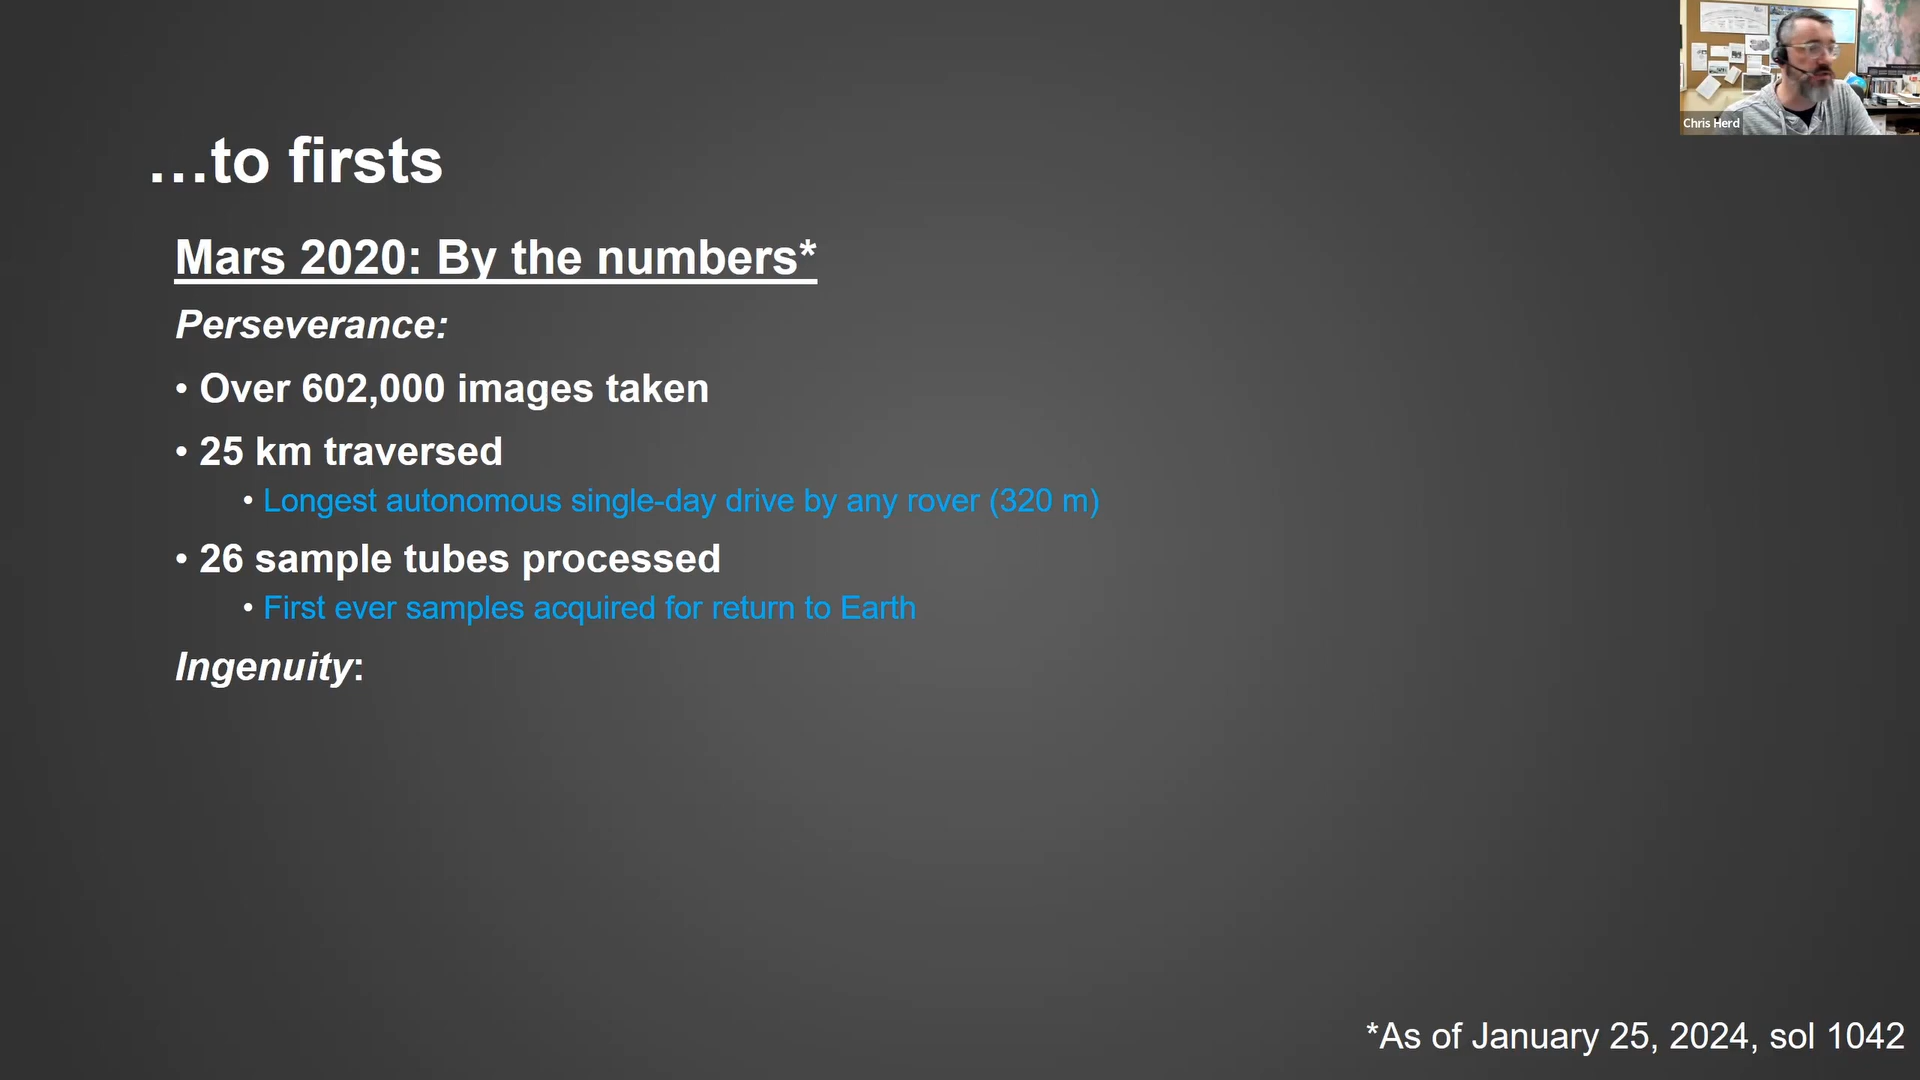 Chris Herd
…to firsts
Mars 2020: By the numbers*
Perseverance:
• Over 602,000 images taken
• 25 km traversed
• Longest autonomous single-day drive by any rover (320 m)
• 26 sample tubes processed
• First ever samples acquired for return to Earth
Ingenuity:
*As of January 25, 2024, sol 1042